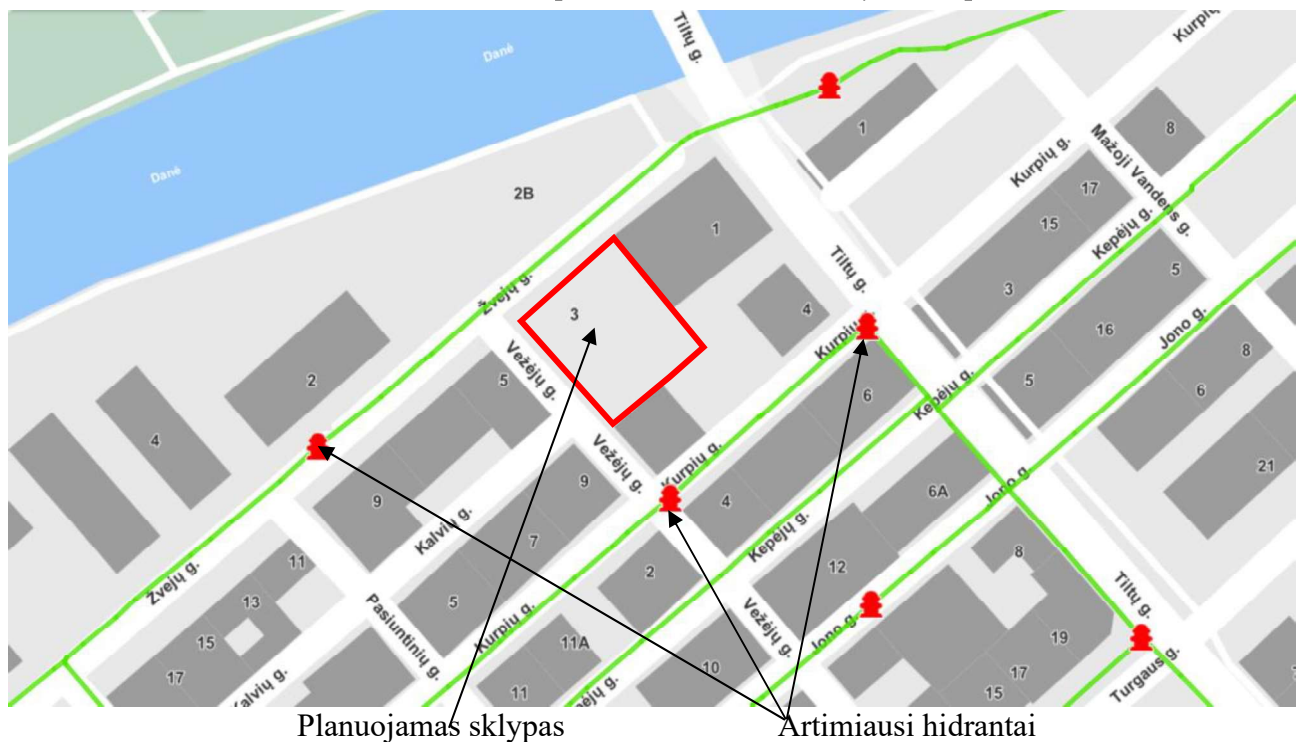 Tiltų g.
Kurpių g.
Danė
1
8
Mažoji Vandens g.
Danė
Kurpių g.
17
2B
15
Kepėjų g.
1
5
Tiltų g.
3
Žvejų g.
3
4
Kurpių g.
16
Jono g.
Vežėjų g.
8
2
5
6
5
6
Kepėjų g.
4
Vežėjų g.
Kurpių g.
9
21
9
4
6A
Jono g.
Kalvių g.
7
Kepėjų g.
Žvejų g.
11
2
12
8
Tiltų g.
13
5
Pasiuntinių g.
Kurpių g.
Vežėjų g.
Jono g.
15
11A
19
17
10
17
Turgaus g.
Kalvių g.
11
Kepėjų g.
15
Planuojamas sklypas
Artimiausi hidrantai